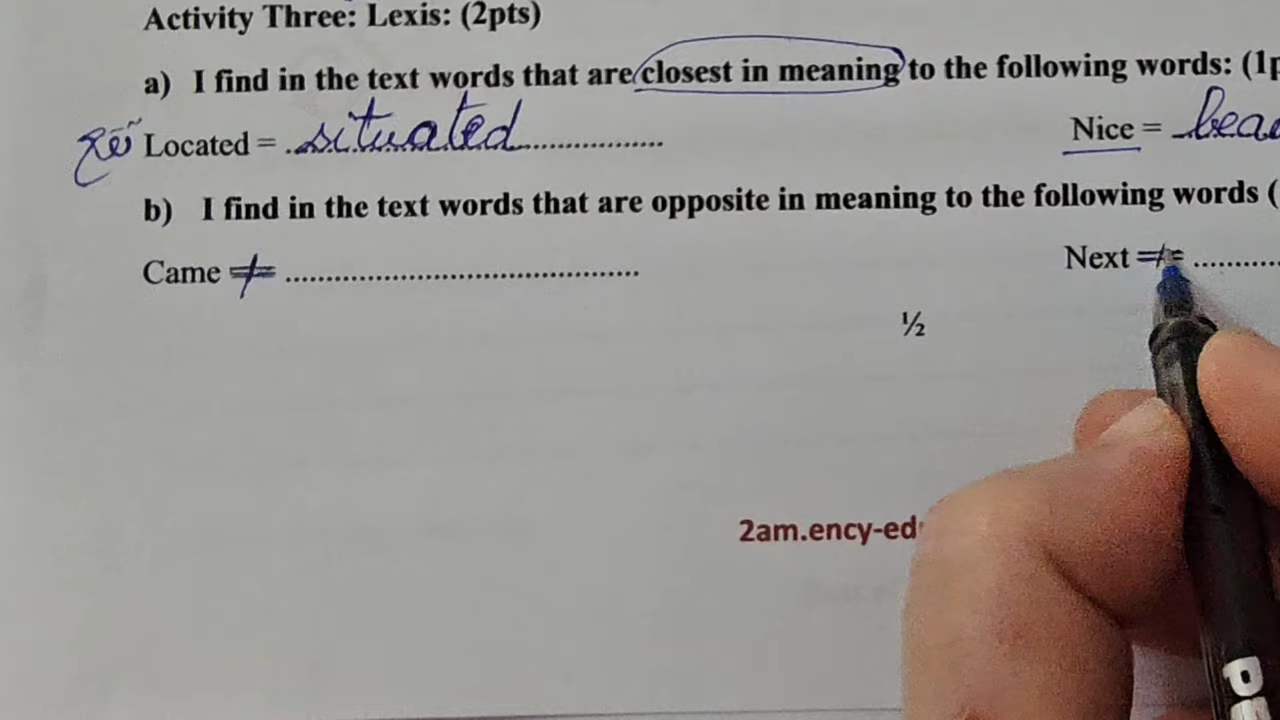 Activity Three: Lexis: (2pts)
a) I find in the text words that are closest in meaning to the following words: (1p
Located = situated.................. Nice = beau
b) I find in the text words that are opposite in meaning to the following words (
Came ≠ ............................................ Next ≠ ...........
½
2am.ency-ed